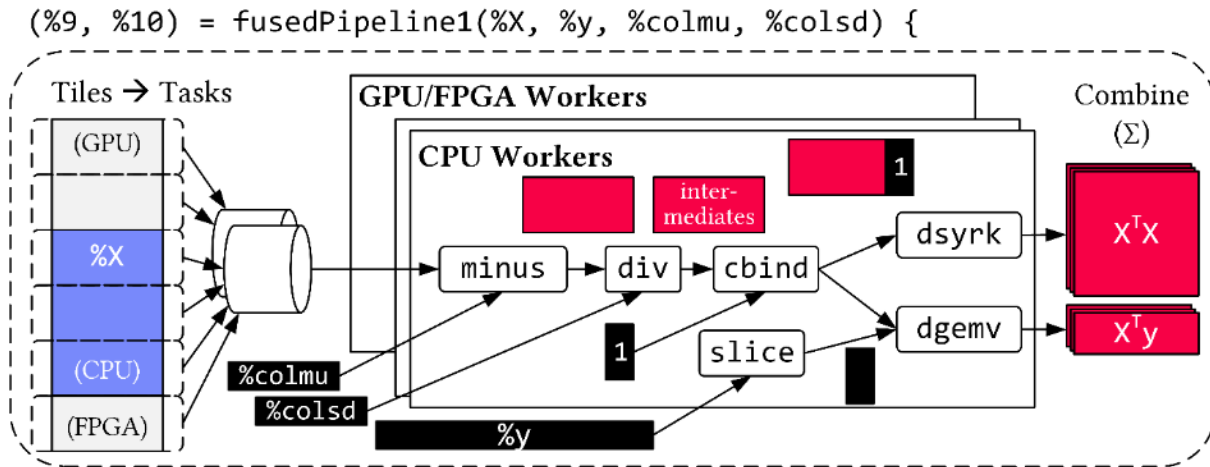 (%9, %10) = fusedPipeline1(%X, %y, %colmu, %colsd) {
Tiles → Tasks
(GPU)
%X
(CPU)
(FPGA)
GPU/FPGA Workers
CPU Workers
inter-
mediates
1
minus
div
cbind
dsyrk
dgemv
slice
1
%colmu
%colsd
%y
Combine
(Σ)
XᵀX
Xᵀy